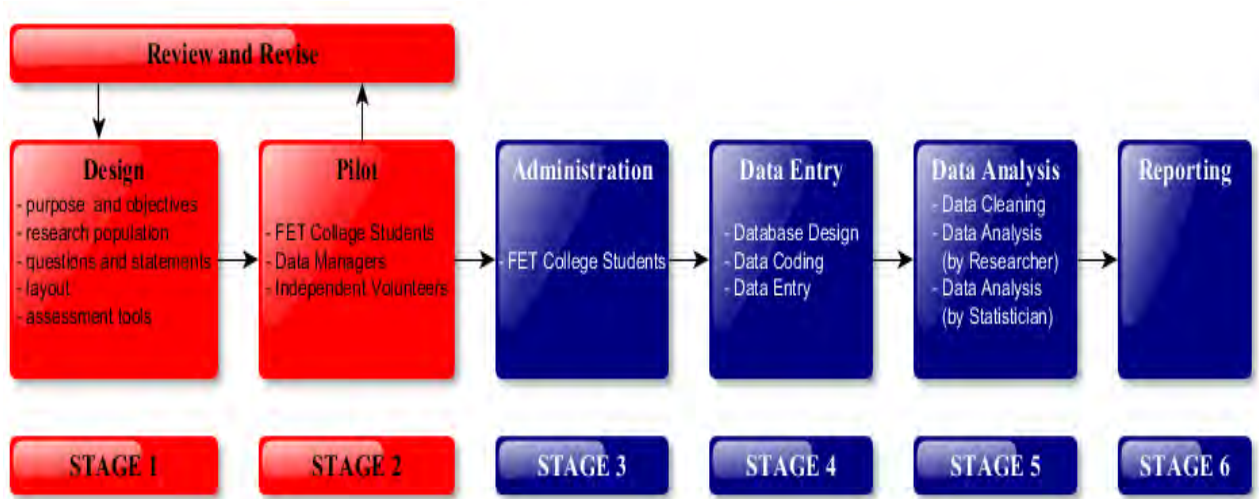 Review and Revise
Design
- purpose and objectives
- research population
- questions and statements
- layout
- assessment tools
Pilot
- FET College Students
- Data Managers
- Independent Volunteers
Administration
- FET College Students
Data Entry
- Database Design
- Data Coding
- Data Entry
Data Analysis
- Data Cleaning
- Data Analysis
(by Researcher)
- Data Analysis
(by Statistician)
Reporting
STAGE 1
STAGE 2
STAGE 3
STAGE 4
STAGE 5
STAGE 6